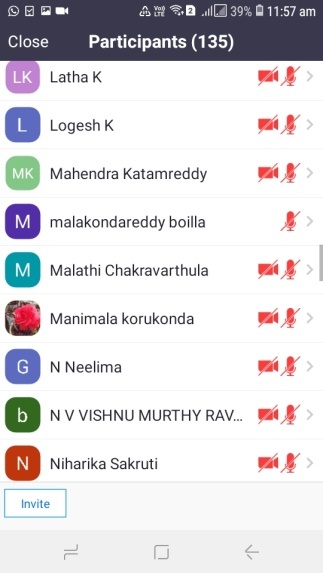 Vo)) LTE 2 39% 11:57 am
Close Participants (135)
LK Latha K
L Logesh K
MK Mahendra Katamreddy
M malakondareddy boilla
M Malathi Chakravarthula
Manimala korukonda
G N Neelima
b N V VISHNU MURTHY RAV...
N Niharika Sakruti
Invite